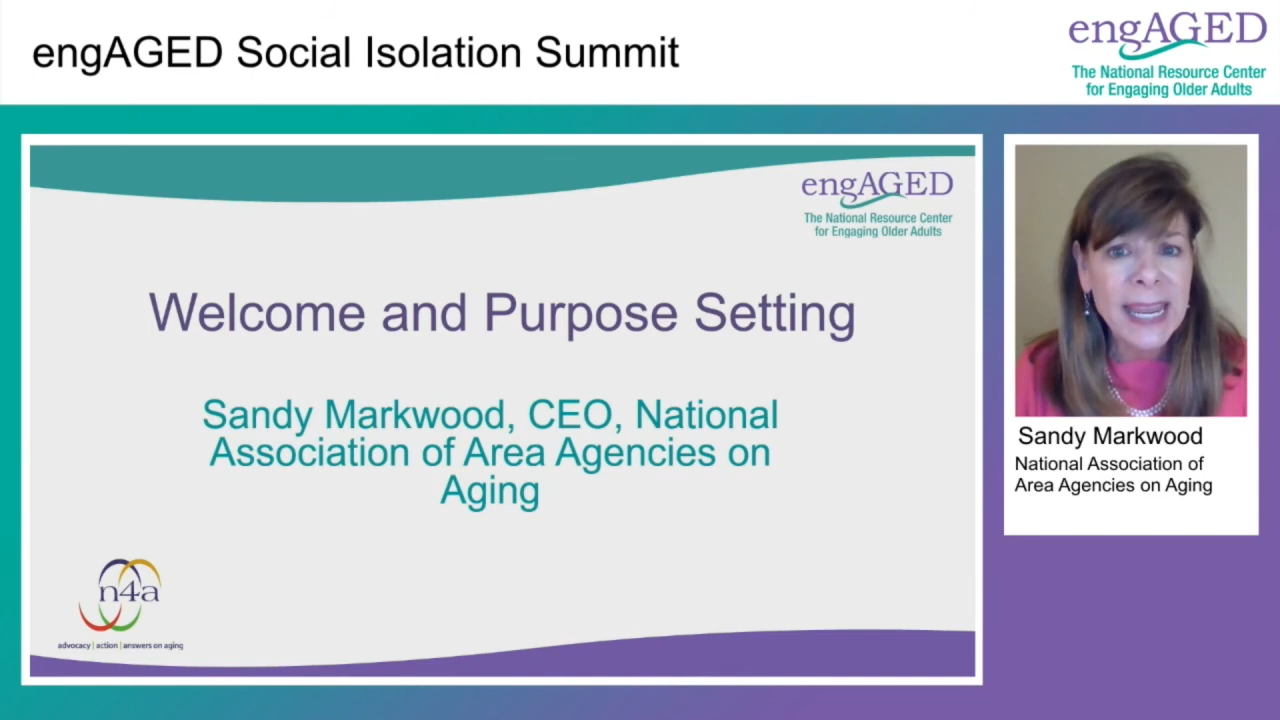 engAGED Social Isolation Summit
engAGED
The National Resource Center
for Engaging Older Adults
engAGED
The National Resource Center
for Engaging Older Adults
Welcome and Purpose Setting
Sandy Markwood, CEO, National
Association of Area Agencies on
Aging
n4a
advocacy | action | answers on aging
Sandy Markwood
National Association of
Area Agencies on Aging